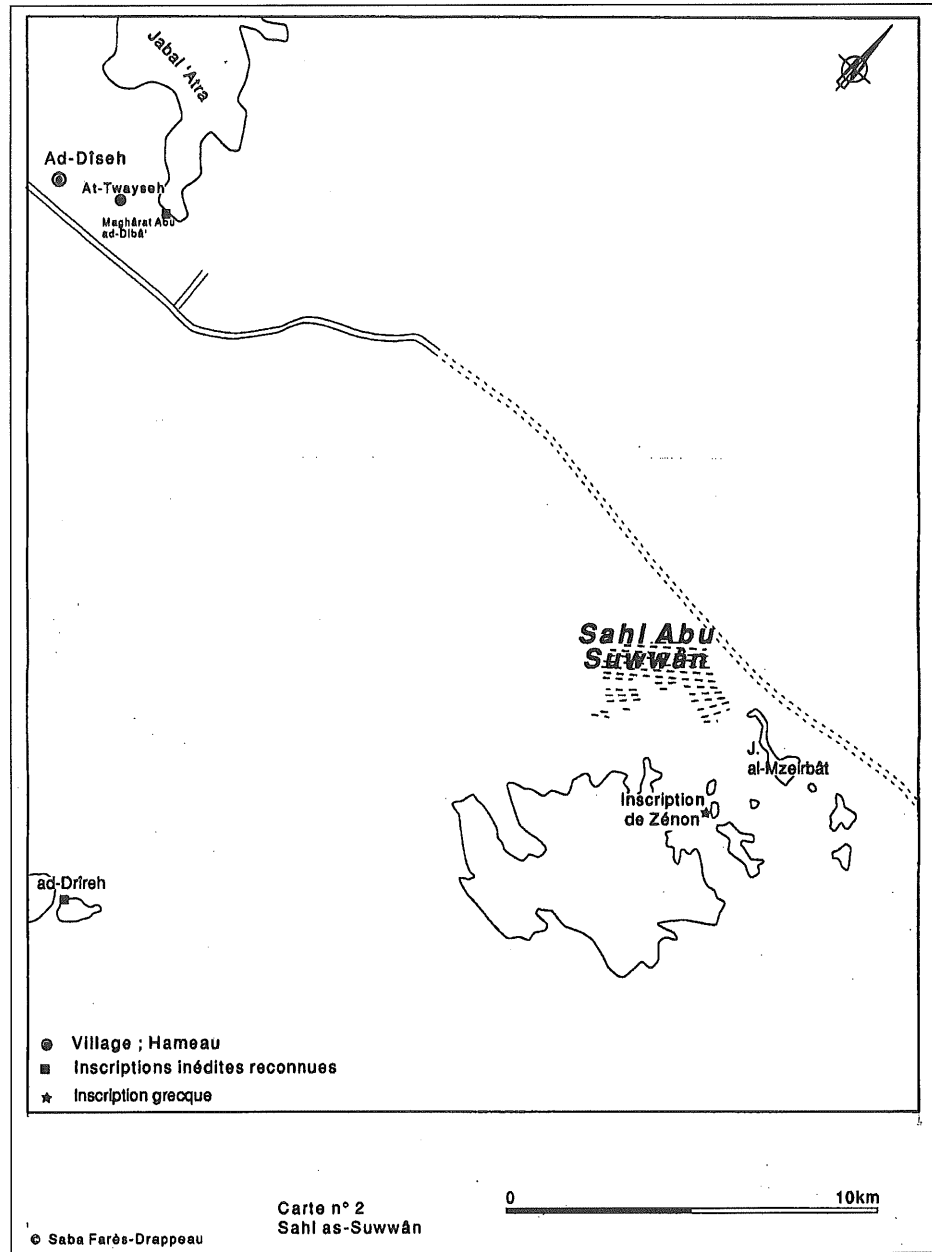 Jabal 'Atra
Ad-Dîseh
At-Twayseh
Maghârat Abu
ad-Dibâ'
Sahl Abu
Suwwân
J.
al-Mzeirbât
Inscription
de Zénon
ad-Drîreh
Village ; Hameau
Inscriptions inédites reconnues
Inscription grecque
0 10km
Carte n° 2
Sahl as-Suwwân
© Saba Farès-Drappeau